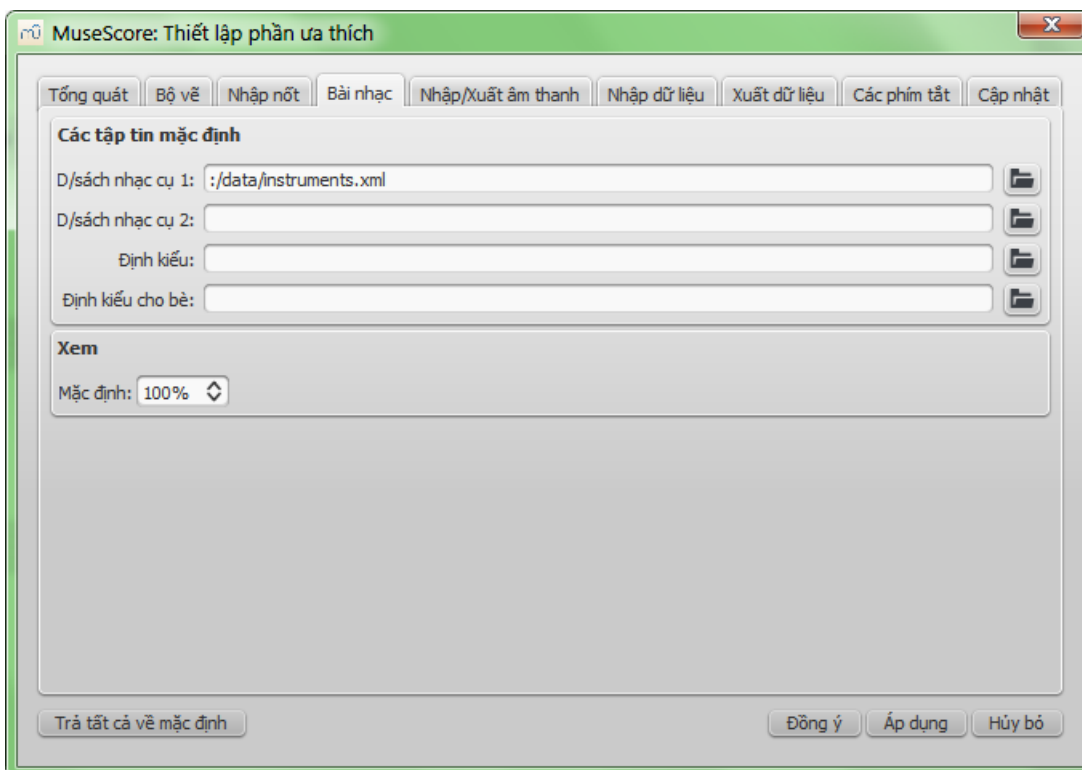 MuseScore: Thiết lập phần ưa thích
Tổng quát Bộ vẽ Nhập nốt Bài nhạc Nhập/Xuất âm thanh Nhập dữ liệu Xuất dữ liệu Các phím tắt Cập nhật
Các tập tin mặc định
D/sách nhạc cụ 1: :/data/instruments.xml
D/sách nhạc cụ 2:
Định kiểu:
Định kiểu cho bè:
Xem
Mặc định: 100%
Trả tất cả về mặc định Đồng ý Áp dụng Hủy bỏ